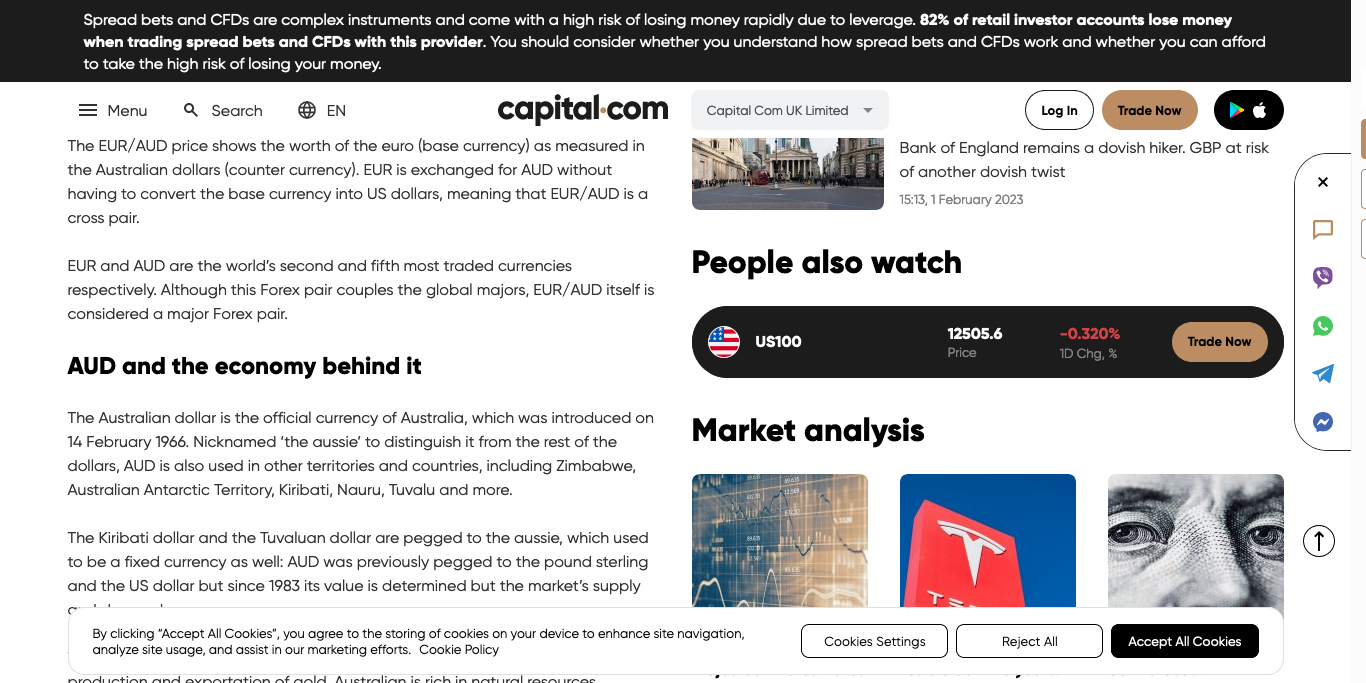 Spread bets and CFDs are complex instruments and come with a high risk of losing money rapidly due to leverage. 82% of retail investor accounts lose money
when trading spread bets and CFDs with this provider. You should consider whether you understand how spread bets and CFDs work and whether you can afford
to take the high risk of losing your money.
Menu
Search
EN
capital.com
Capital Com UK Limited
Log In
Trade Now
The EUR/AUD price shows the worth of the euro (base currency) as measured in
the Australian dollars (counter currency). EUR is exchanged for AUD without
having to convert the base currency into US dollars, meaning that EUR/AUD is a
cross pair.
EUR and AUD are the world’s second and fifth most traded currencies
respectively. Although this Forex pair couples the global majors, EUR/AUD itself is
considered a major Forex pair.
AUD and the economy behind it
The Australian dollar is the official currency of Australia, which was introduced on
14 February 1966. Nicknamed ‘the aussie’ to distinguish it from the rest of the
dollars, AUD is also used in other territories and countries, including Zimbabwe,
Australian Antarctic Territory, Kiribati, Nauru, Tuvalu and more.
The Kiribati dollar and the Tuvaluan dollar are pegged to the aussie, which used
to be a fixed currency as well: AUD was previously pegged to the pound sterling
and the US dollar but since 1983 its value is determined but the market’s supply
production and exportation of gold. Australian is rich in natural resources
Bank of England remains a dovish hiker. GBP at risk
of another dovish twist
15:13, 1 February 2023
People also watch
US100
12505.6
Price
-0.320%
1D Chg, %
Trade Now
Market analysis
By clicking “Accept All Cookies”, you agree to the storing of cookies on your device to enhance site navigation,
analyze site usage, and assist in our marketing efforts. Cookie Policy
Cookies Settings
Reject All
Accept All Cookies